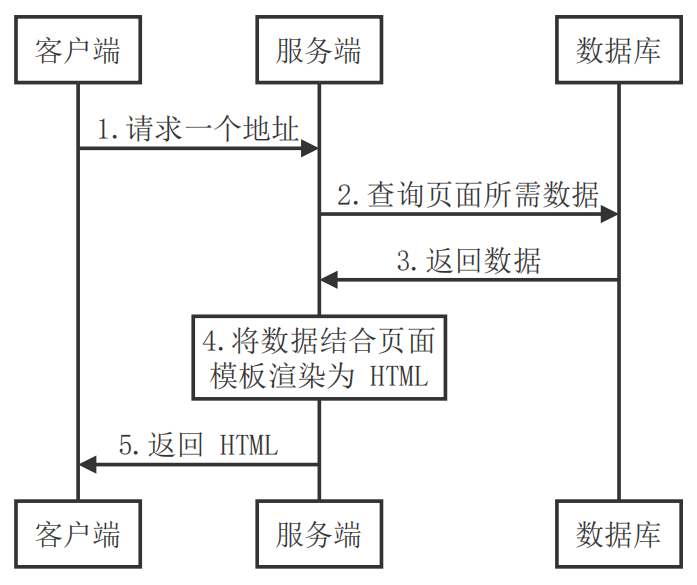 客户端
服务端
数据库
1.请求一个地址
2.查询页面所需数据
3.返回数据
4.将数据结合页面
模板渲染为 HTML
5.返回 HTML
客户端
服务端
数据库